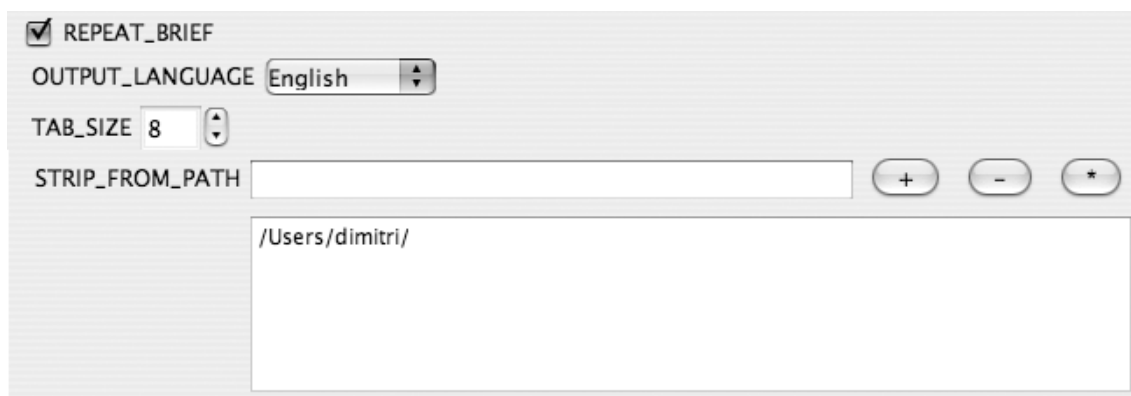 REPEAT_BRIEF
OUTPUT_LANGUAGE English
TAB_SIZE 8
STRIP_FROM_PATH + - *
/Users/dimitri/